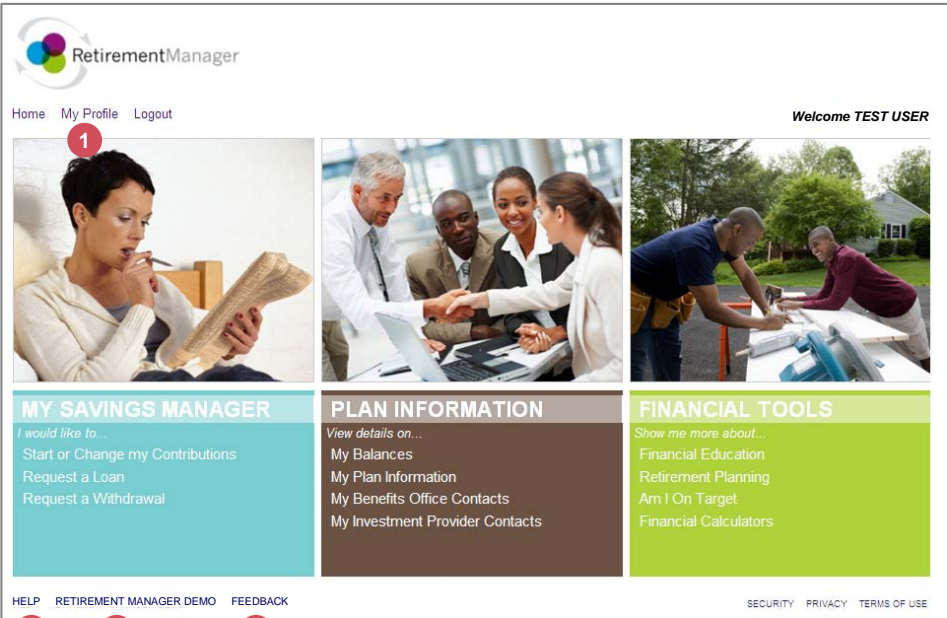 RetirementManager
Home My Profile Logout
Welcome TEST USER
1
MY SAVINGS MANAGER
I would like to...
Start or Change my Contributions
Request a Loan
Request a Withdrawal
PLAN INFORMATION
View details on...
My Balances
My Plan Information
My Benefits Office Contacts
My Investment Provider Contacts
FINANCIAL TOOLS
Show me more about...
Financial Education
Retirement Planning
Am I On Target
Financial Calculators
HELP RETIREMENT MANAGER DEMO FEEDBACK
SECURITY PRIVACY TERMS OF USE